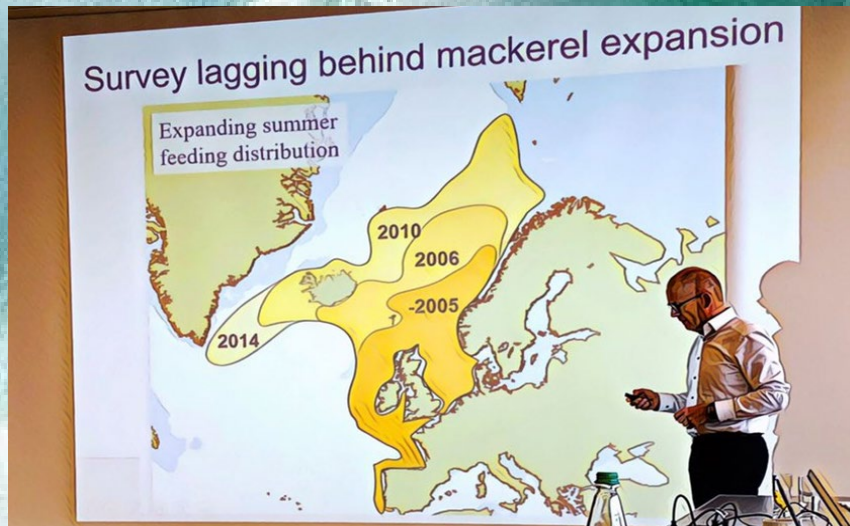 Survey lagging behind mackerel expansion
Expanding summer
feeding distribution
2010
2006
-2005
2014